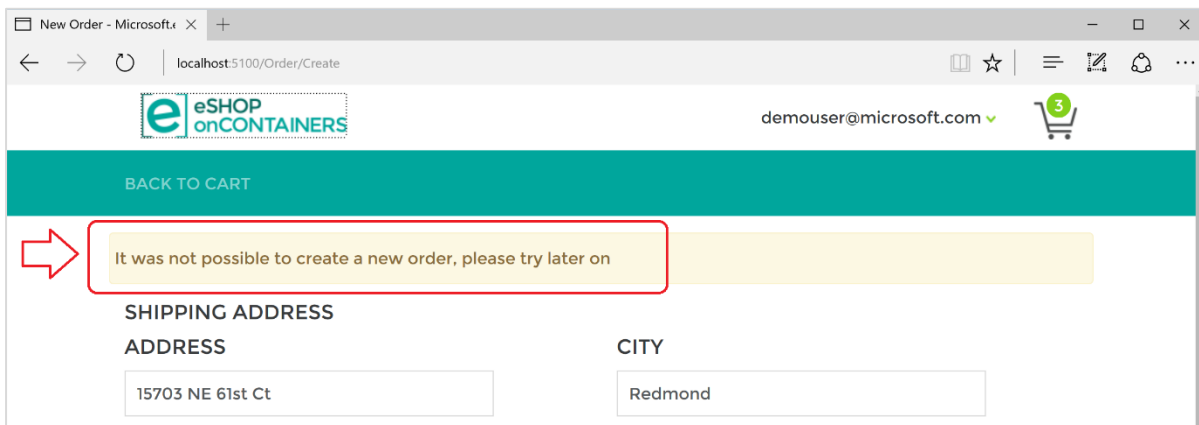 New Order - Microsoft.e
localhost:5100/Order/Create
e eSHOP
onCONTAINERS
demouser@microsoft.com
3
BACK TO CART
It was not possible to create a new order, please try later on
SHIPPING ADDRESS
ADDRESS
CITY
15703 NE 61st Ct
Redmond